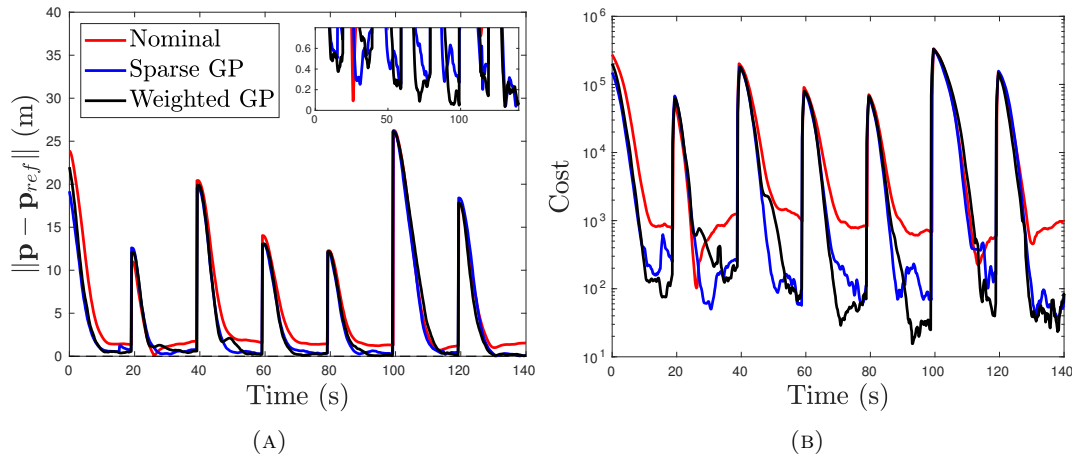 40
35
30
25
20
15
10
5
0
||p − p_ref|| (m)
Nominal
Sparse GP
Weighted GP
0.6
0.4
0.2
0
0
50
100
0 20 40 60 80 100 120 140
Time (s)
(A)
10^6
10^5
10^4
10^3
10^2
10^1
Cost
0 20 40 60 80 100 120 140
Time (s)
(B)